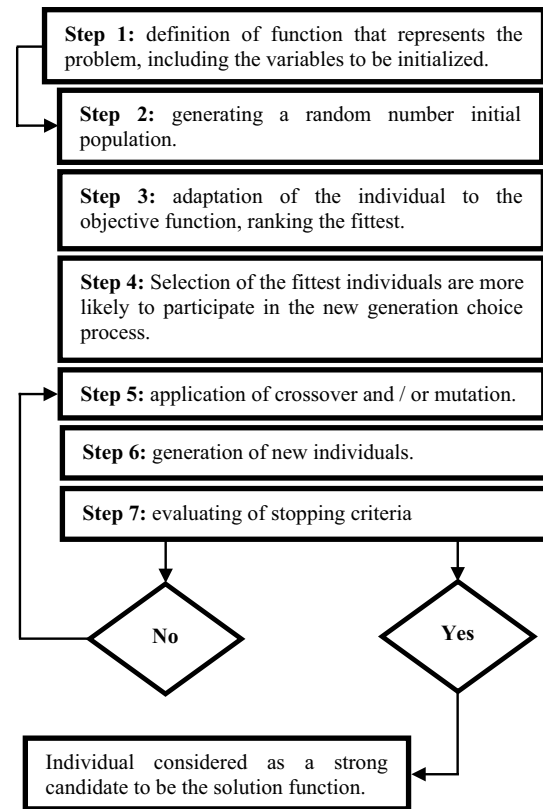 Step 1: definition of function that represents the
problem, including the variables to be initialized.
Step 2: generating a random number initial
population.
Step 3: adaptation of the individual to the
objective function, ranking the fittest.
Step 4: Selection of the fittest individuals are more
likely to participate in the new generation choice
process.
Step 5: application of crossover and / or mutation.
Step 6: generation of new individuals.
Step 7: evaluating of stopping criteria
No
Yes
Individual considered as a strong
candidate to be the solution function.